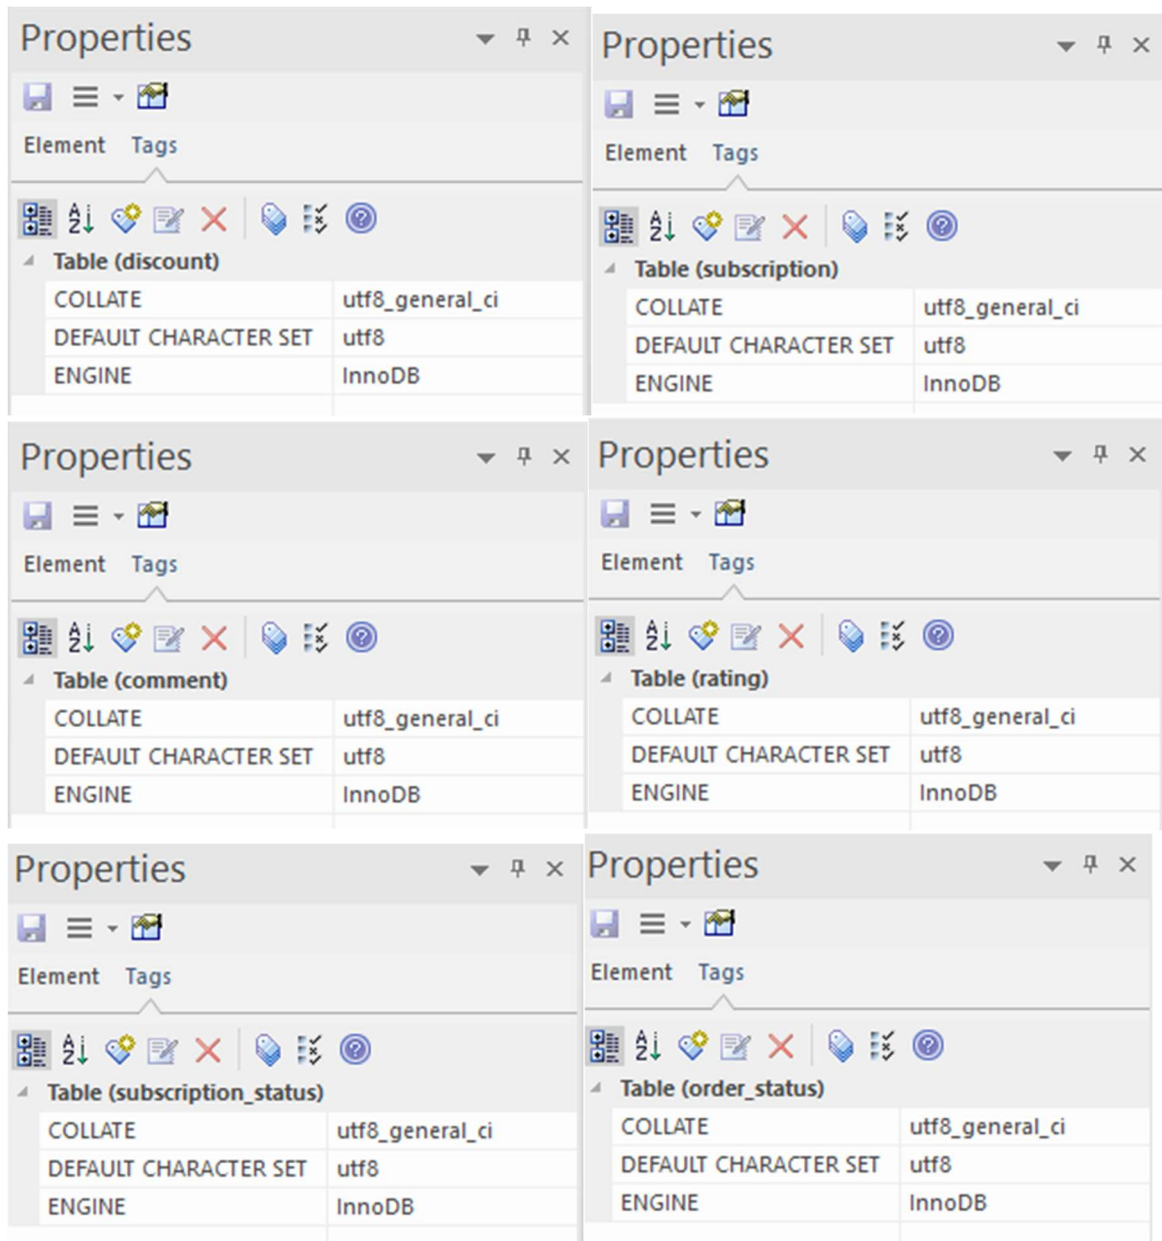 Properties
Element Tags
Table (discount)
COLLATE utf8_general_ci
DEFAULT CHARACTER SET utf8
ENGINE InnoDB
Properties
Element Tags
Table (subscription)
COLLATE utf8_general_ci
DEFAULT CHARACTER SET utf8
ENGINE InnoDB
Properties
Element Tags
Table (comment)
COLLATE utf8_general_ci
DEFAULT CHARACTER SET utf8
ENGINE InnoDB
Properties
Element Tags
Table (rating)
COLLATE utf8_general_ci
DEFAULT CHARACTER SET utf8
ENGINE InnoDB
Properties
Element Tags
Table (subscription_status)
COLLATE utf8_general_ci
DEFAULT CHARACTER SET utf8
ENGINE InnoDB
Properties
Element Tags
Table (order_status)
COLLATE utf8_general_ci
DEFAULT CHARACTER SET utf8
ENGINE InnoDB